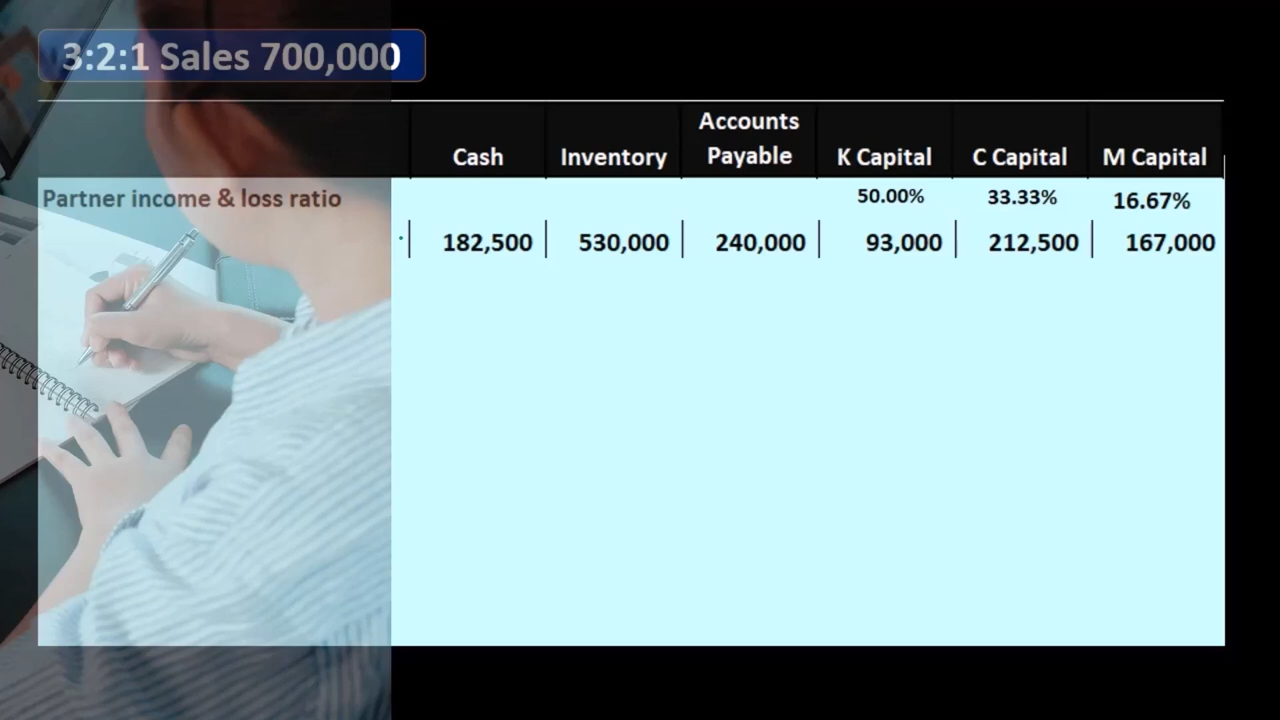 3:2:1 Sales 700,000
Cash Inventory Accounts Payable K Capital C Capital M Capital
Partner income & loss ratio 50.00% 33.33% 16.67%
182,500 530,000 240,000 93,000 212,500 167,000